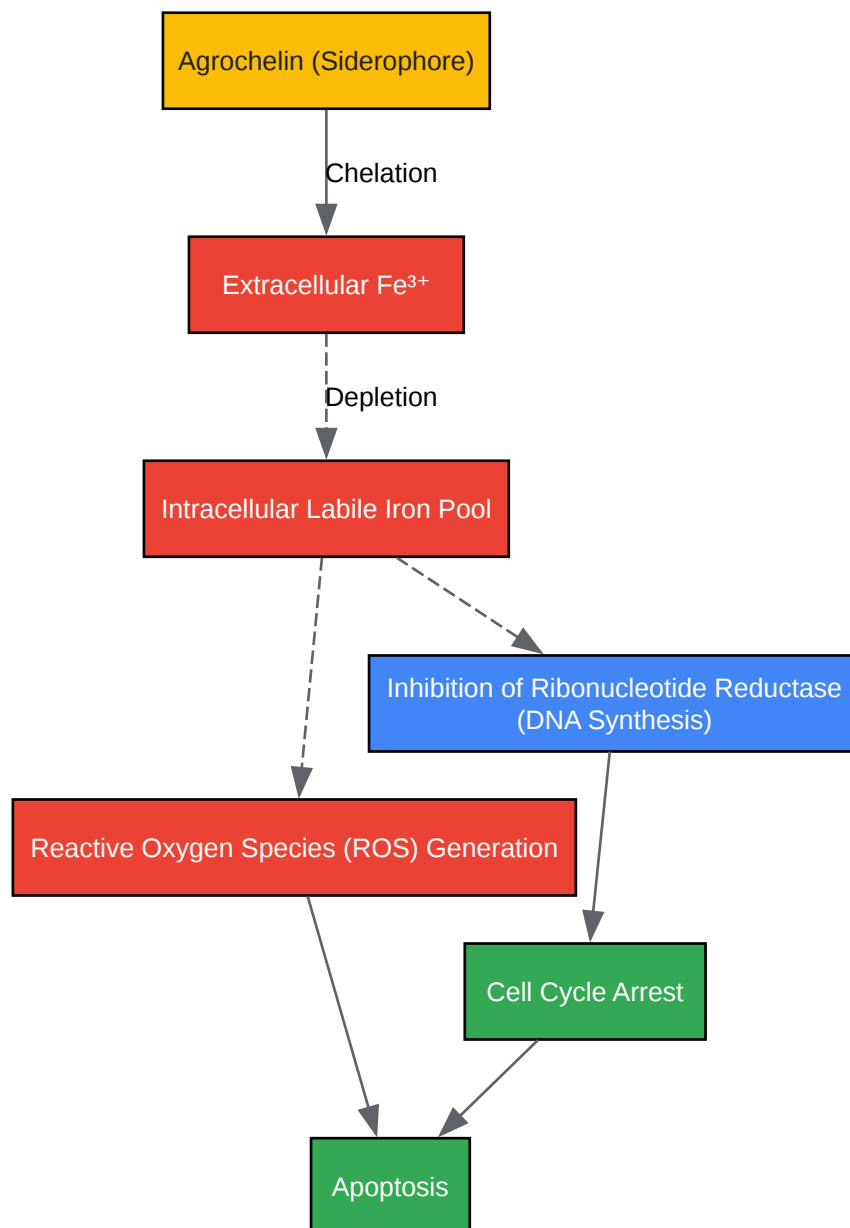 Agrochelin (Siderophore)
Chelation
Extracellular Fe³⁺
Depletion
Intracellular Labile Iron Pool
Inhibition of Ribonucleotide Reductase
(DNA Synthesis)
Reactive Oxygen Species (ROS) Generation
Cell Cycle Arrest
Apoptosis